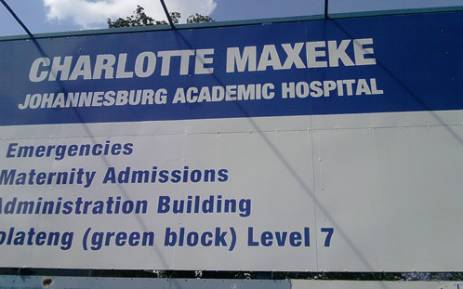 CHARLOTTE MAXEKE
JOHANNESBURG ACADEMIC HOSPITAL
Emergencies
Maternity Admissions
Administration Building
(green block) Level 7